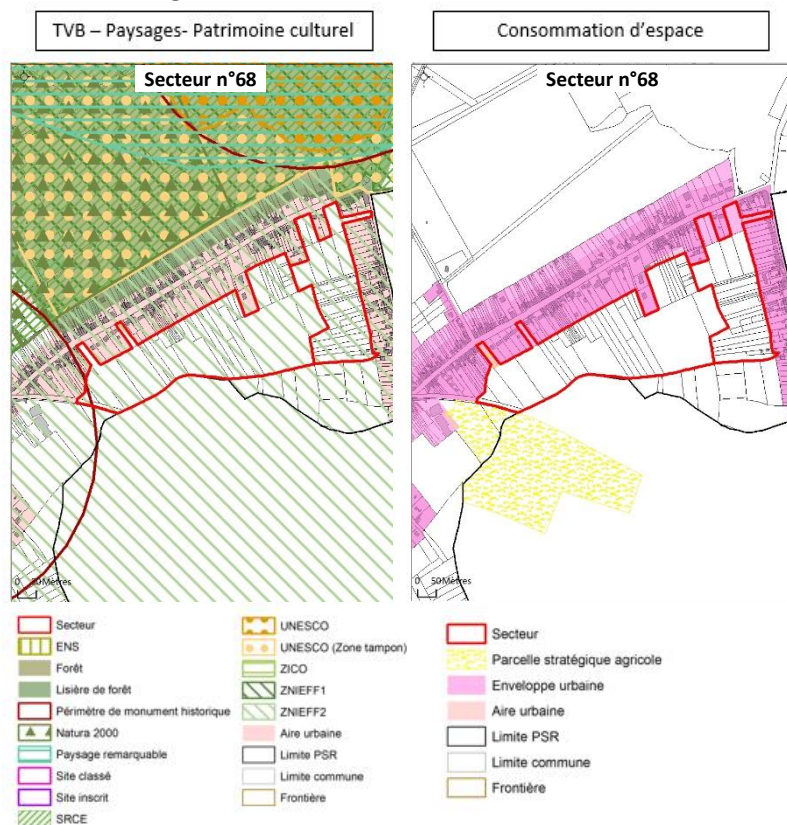 TVB – Paysages- Patrimoine culturel
Consommation d'espace
Secteur n°68
Secteur n°68
0
50 Mètres
0
50 Mètres
Secteur
ENS
Forêt
Lisière de forêt
Périmètre de monument historique
Natura 2000
Paysage remarquable
Site classé
Site inscrit
SRCE
UNESCO
UNESCO (Zone tampon)
ZICO
ZNIEFF1
ZNIEFF2
Aire urbaine
Limite PSR
Limite commune
Frontière
Secteur
Parcelle stratégique agricole
Enveloppe urbaine
Aire urbaine
Limite PSR
Limite commune
Frontière